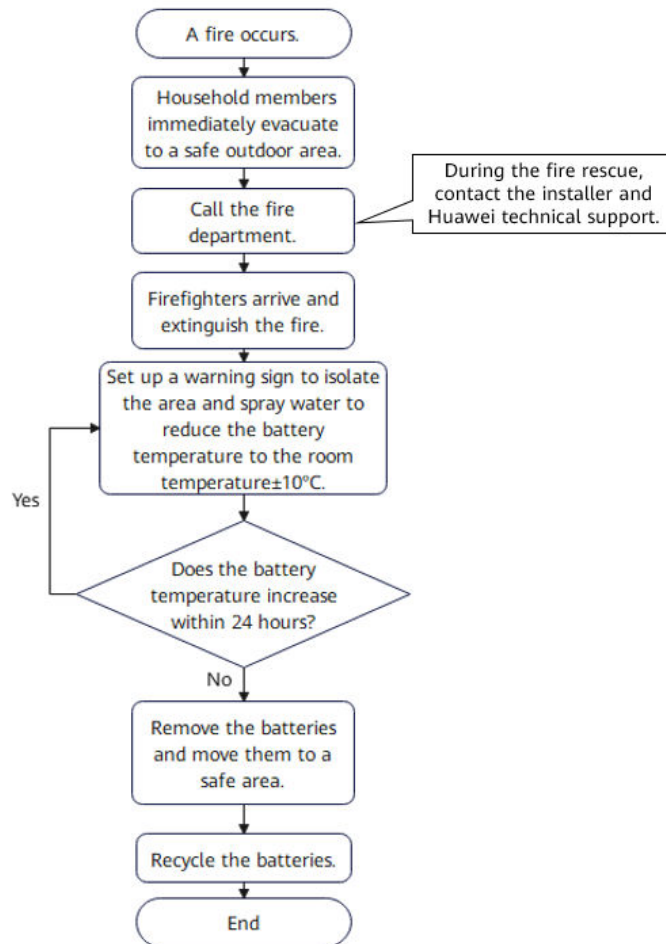 A fire occurs.
Household members
immediately evacuate
to a safe outdoor area.
During the fire rescue,
contact the installer and
Huawei technical support.
Call the fire
department.
Firefighters arrive and
extinguish the fire.
Set up a warning sign to isolate
the area and spray water to
reduce the battery
temperature to the room
temperature±10°C.
Yes
Does the battery
temperature increase
within 24 hours?
No
Remove the batteries
and move them to a
safe area.
Recycle the batteries.
End